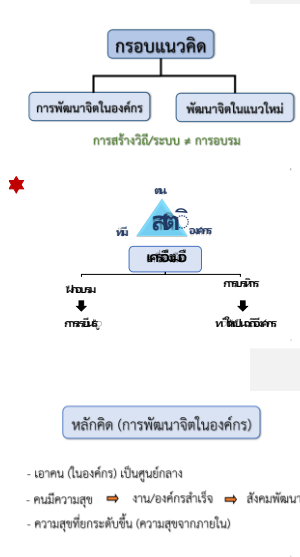 กรอบแนวคิด
การพัฒนาจิตในองค์กร พัฒนาจิตในแนวใหม่
การสร้างวิถี/ระบบ ≠ การอบรม
ตน
สติ
ทีม องค์กร
เครื่องมือ
ฝึกอบรม การบริหาร
การเรียนรู้
หลักคิด (การพัฒนาจิตในองค์กร)
- เอาคน (ในองค์กร) เป็นศูนย์กลาง
- คนมีความสุข ➡ งาน/องค์กรสำเร็จ ➡ สังคมพัฒนา
- ความสุขที่ยกระดับขึ้น (ความสุขจากภายใน)